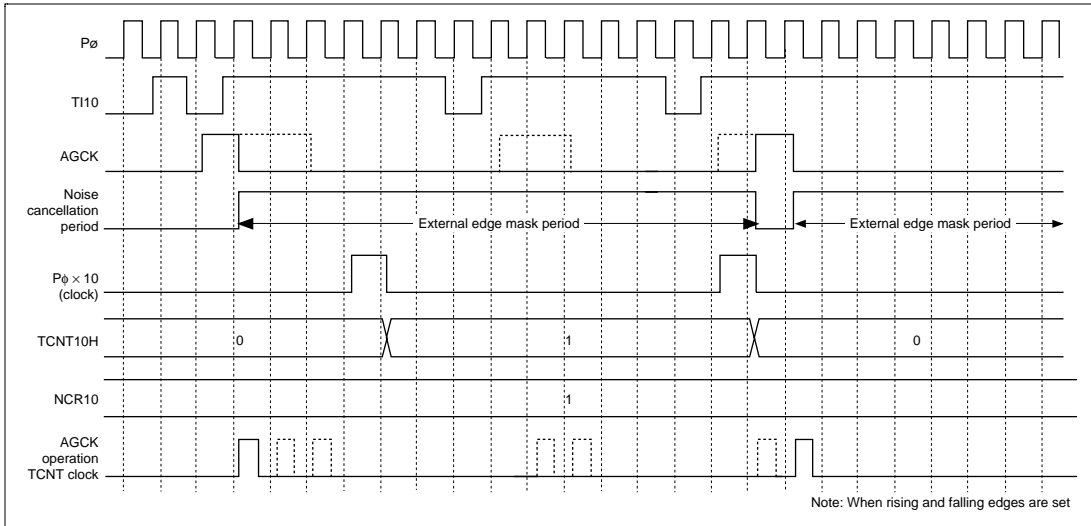 Pø
TI10
AGCK
Noise
cancellation
period
External edge mask period
External edge mask period
Pϕ × 10
(clock)
TCNT10H
0
1
0
NCR10
1
AGCK
operation
TCNT clock
Note: When rising and falling edges are set